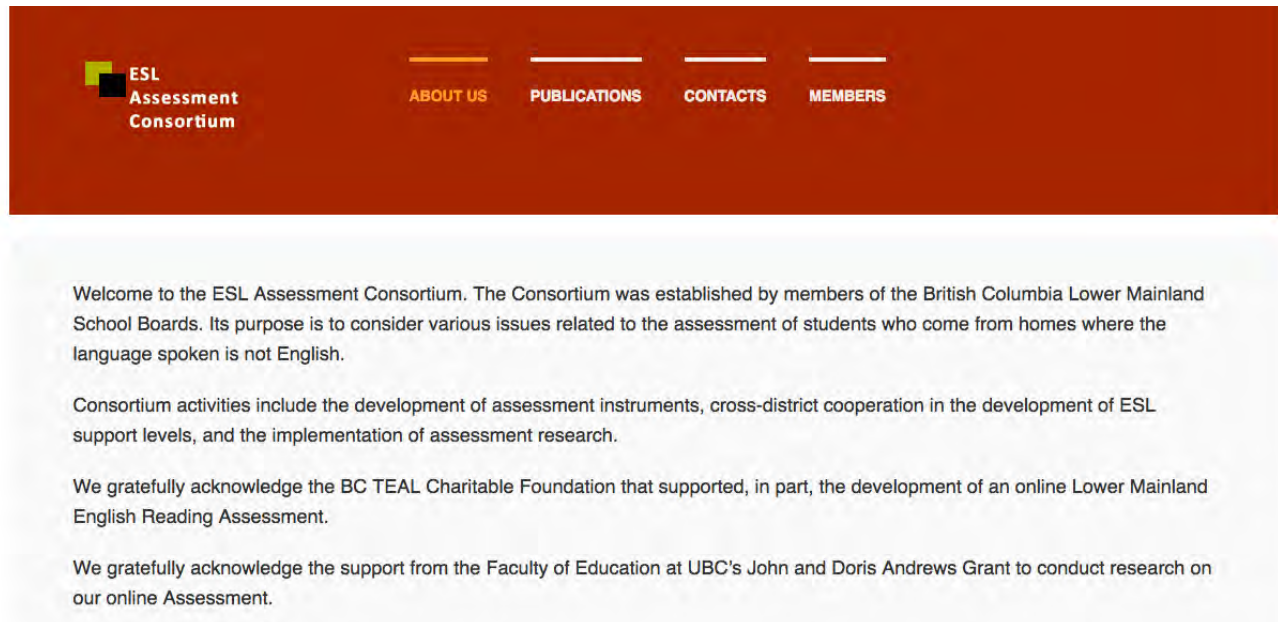 ESL
Assessment
Consortium
ABOUT US PUBLICATIONS CONTACTS MEMBERS
Welcome to the ESL Assessment Consortium. The Consortium was established by members of the British Columbia Lower Mainland
School Boards. Its purpose is to consider various issues related to the assessment of students who come from homes where the
language spoken is not English.
Consortium activities include the development of assessment instruments, cross-district cooperation in the development of ESL
support levels, and the implementation of assessment research.
We gratefully acknowledge the BC TEAL Charitable Foundation that supported, in part, the development of an online Lower Mainland
English Reading Assessment.
We gratefully acknowledge the support from the Faculty of Education at UBC's John and Doris Andrews Grant to conduct research on
our online Assessment.